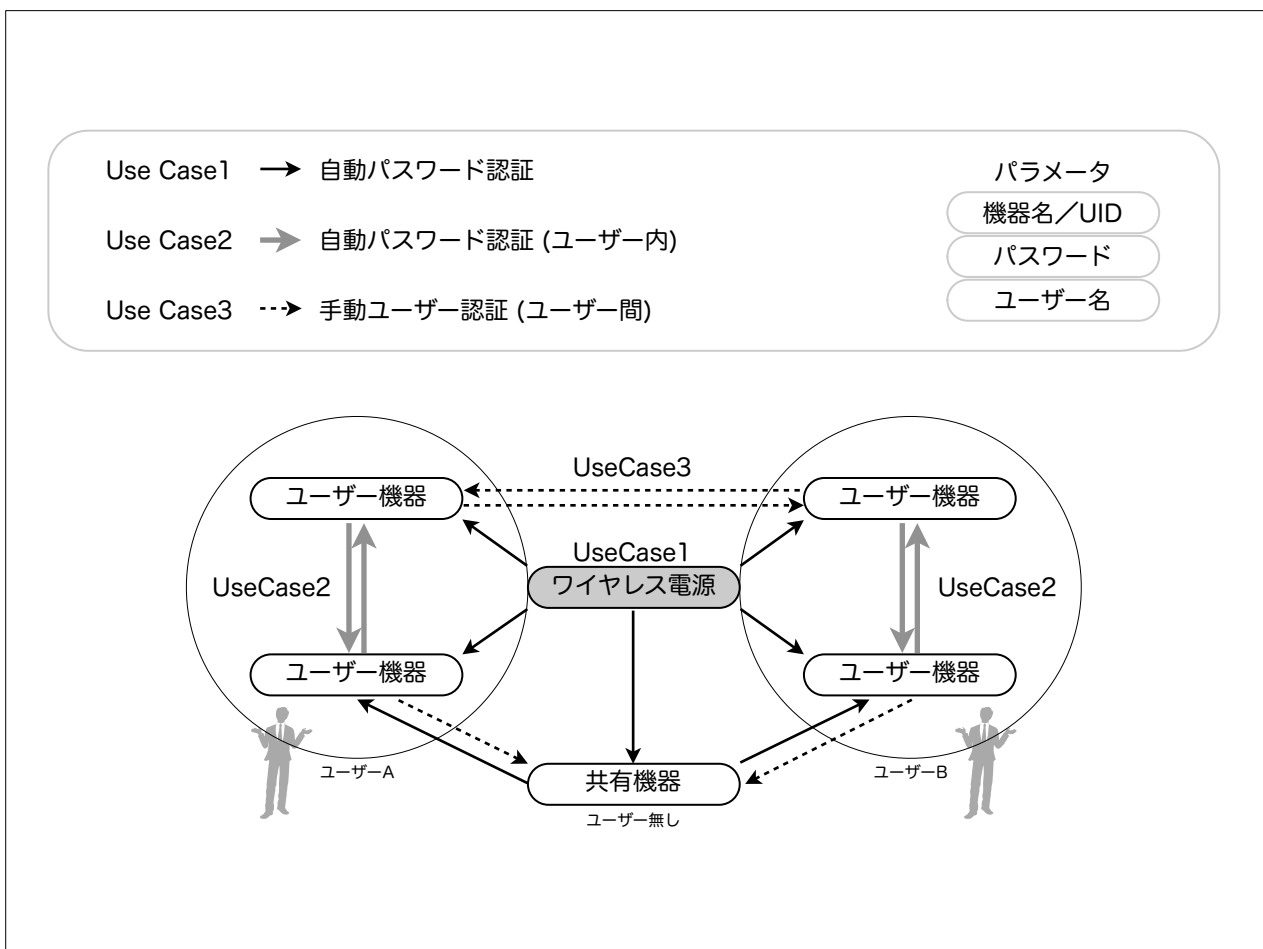 Use Case1 自動パスワード認証
Use Case2 自動パスワード認証 (ユーザー内)
Use Case3 手動ユーザー認証 (ユーザー間)
パラメータ
機器名／UID
パスワード
ユーザー名
UseCase3
ユーザー機器
ユーザー機器
UseCase1
ワイヤレス電源
UseCase2
UseCase2
ユーザー機器
ユーザー機器
ユーザーA
共有機器
ユーザーB
ユーザー無し